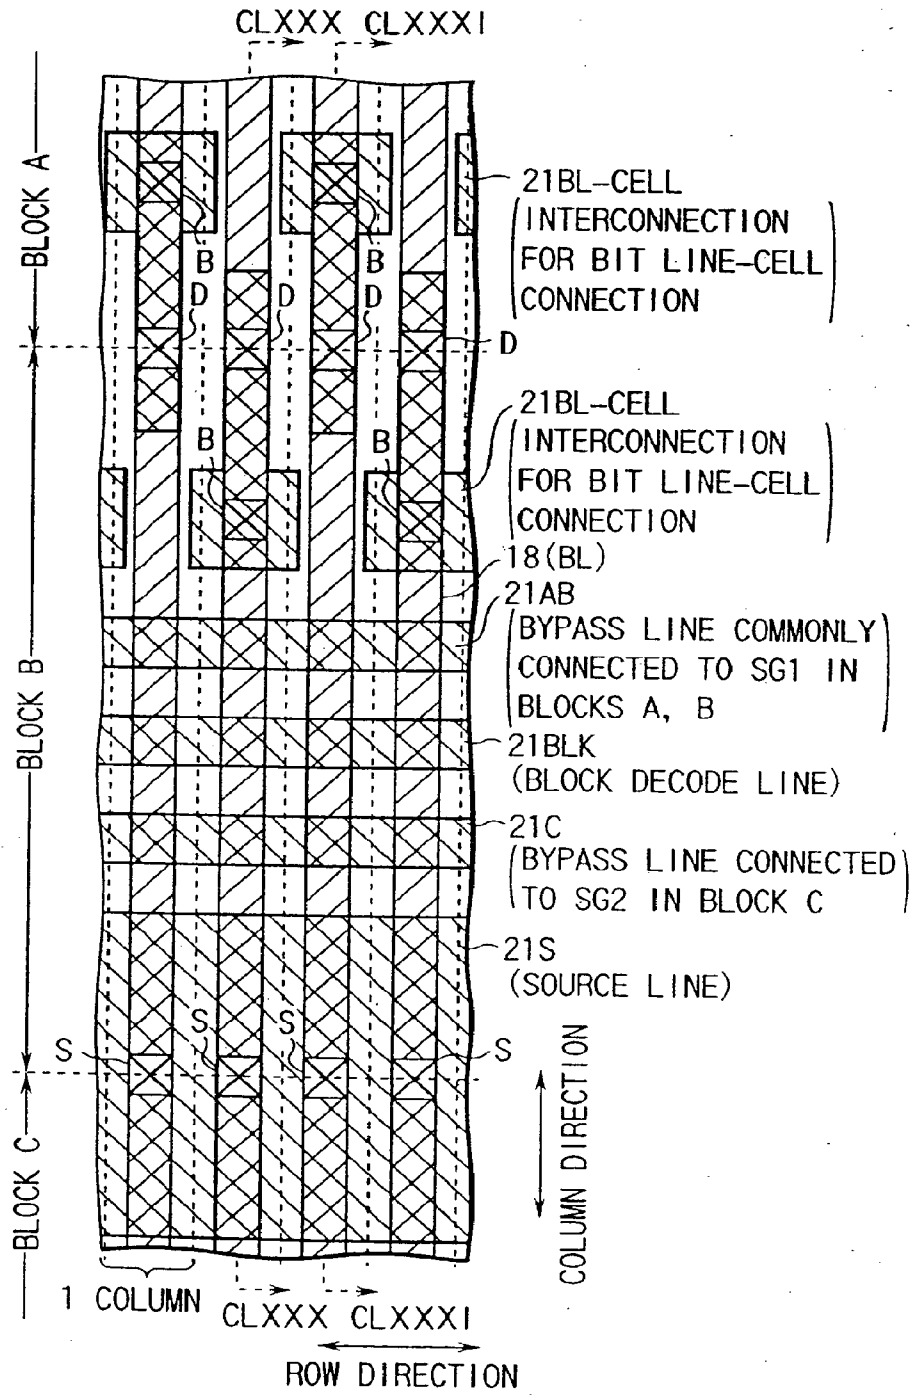 CLXXX CLXXXI
BLOCK A
21BL-CELL
INTERCONNECTION
FOR BIT LINE-CELL
CONNECTION
B B B B
D D D D
BLOCK B
21BL-CELL
INTERCONNECTION
FOR BIT LINE-CELL
CONNECTION
B B
18(BL)
21AB
BYPASS LINE COMMONLY
CONNECTED TO SG1 IN
BLOCKS A, B
21BLK
(BLOCK DECODE LINE)
21C
BYPASS LINE CONNECTED
TO SG2 IN BLOCK C
21S
(SOURCE LINE)
S S S S
BLOCK C
COLUMN DIRECTION
1 COLUMN
CLXXX CLXXXI
ROW DIRECTION